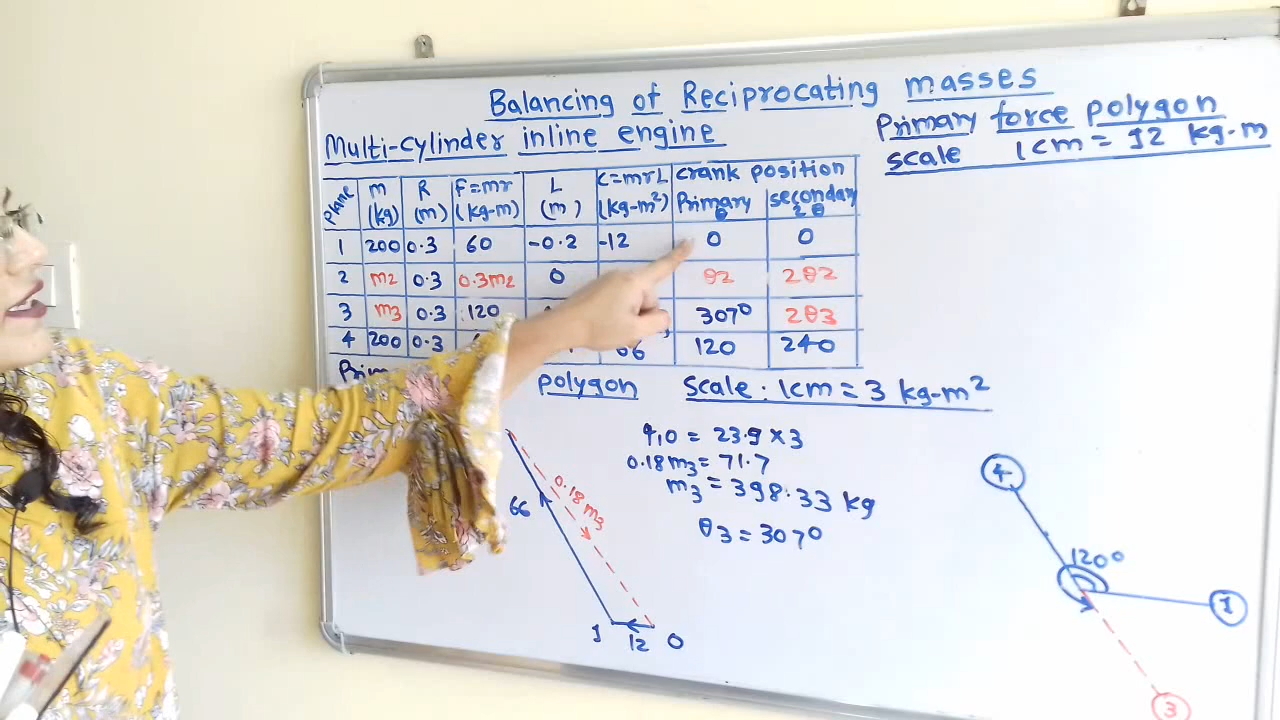 Balancing of Reciprocating masses
Multi-cylinder inline engine
Primary force polygon
scale 1cm = 12 kg-m
Plane m (kg) R (m) F=mr (kg-m) L (m) C=mrL (kg-m²) crank position Primary θ secondary 2θ
1 200 0.3 60 -0.2 -12 0 0
2 m2 0.3 0.3m2 0 θ2 2θ2
3 m3 0.3 120 307° 2θ3
4 200 0.3 66 120 240
polygon scale : 1cm = 3 kg-m²
4,0 = 23.9 × 3
0.18m3 = 71.7
m3 = 398.33 kg
θ3 = 307°
66
0.18 m3
1
12
0
4
120°
1
3